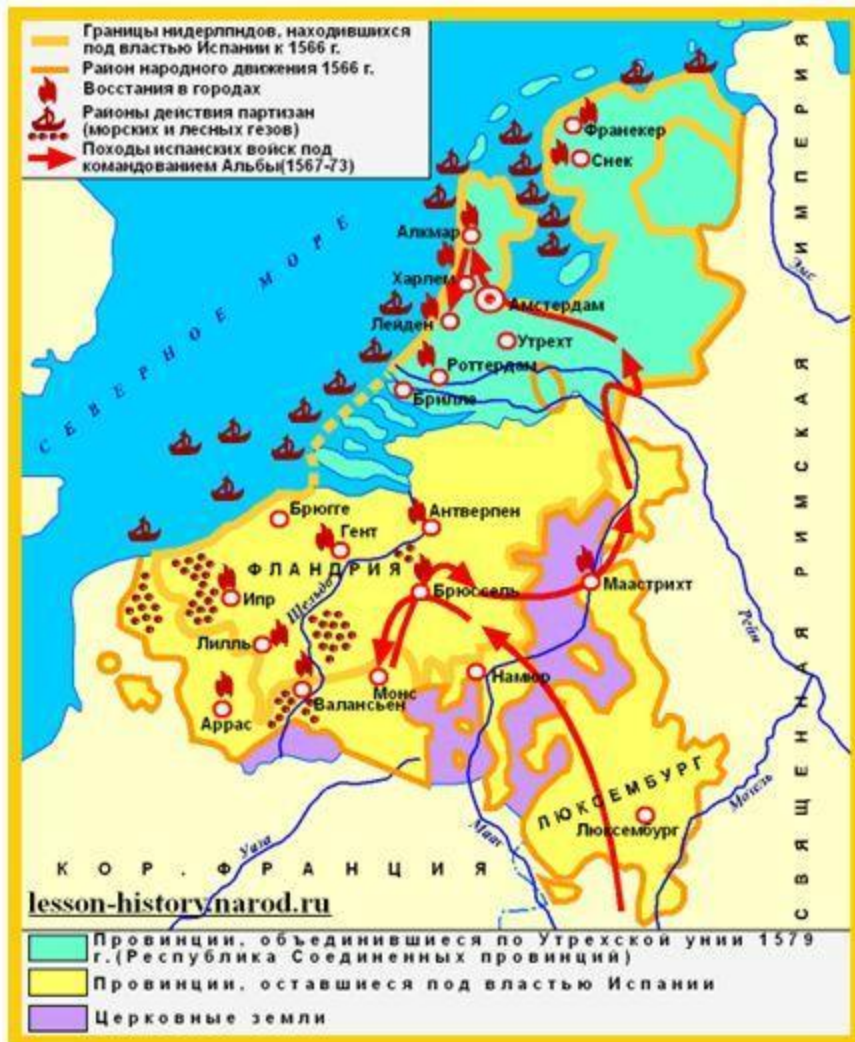 Границы нидерлпндов, находившихся
под властью Испании к 1566 г.
Район народного движения 1566 г.
Восстания в городах
Районы действия партизан
(морских и лесных гезов)
Походы испанских войск под
командованием Альбы(1567-73)
СЕВЕРНОЕ МОРЕ
СВЯЩЕННАЯ РИМСКАЯ ИМПЕРИЯ
Франекер
Снек
Алкмар
Харлем
Амстердам
Лейден
Утрехт
Роттердам
Брилле
Эмс
Брюгге
Антверпен
Гент
ФЛАНДРИЯ
Шельда
Брюссель
Маастрихт
Ипр
Рейн
Лилль
Монс
Намюр
Валансьен
Аррас
ЛЮКСЕМБУРГ
Люксембург
Мозель
Маас
Уаза
КОР. ФРАНЦИЯ
lesson-history.narod.ru
Провинции, объединившиеся по Утрехской унии 1579
г.(Республика Соединенных провинций)
Провинции, оставшиеся под властью Испании
Церковные земли